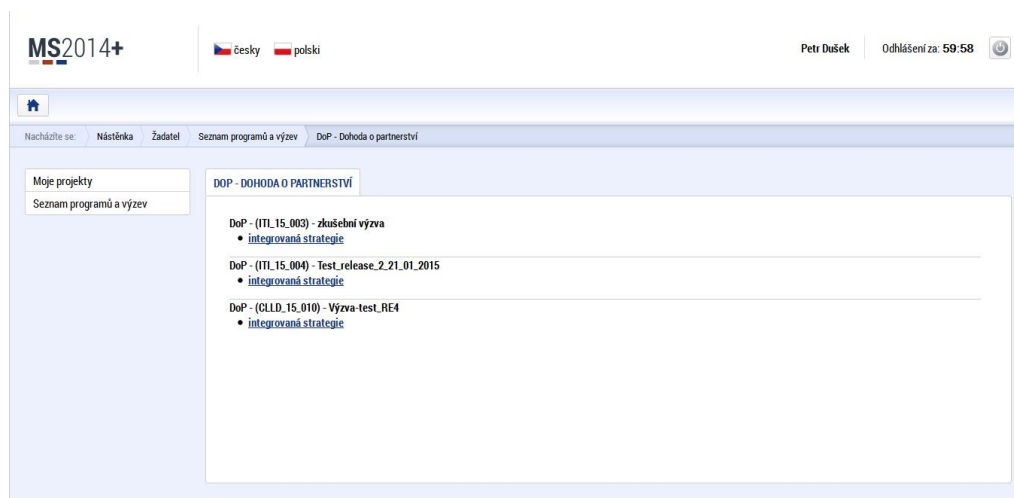 MS2014+
česky polski
Petr Dušek Odhlášení za: 59:58
Nacházíte se: Nástěnka Žadatel Seznam programů a výzev DoP - Dohoda o partnerství
Moje projekty
Seznam programů a výzev
DOP - DOHODA O PARTNERSTVÍ
DoP - (ITI_15_003) - zkušební výzva
• integrovaná strategie
DoP - (ITI_15_004) - Test_release_2_21_01_2015
• integrovaná strategie
DoP - (CLLD_15_010) - Výzva-test_RE4
• integrovaná strategie